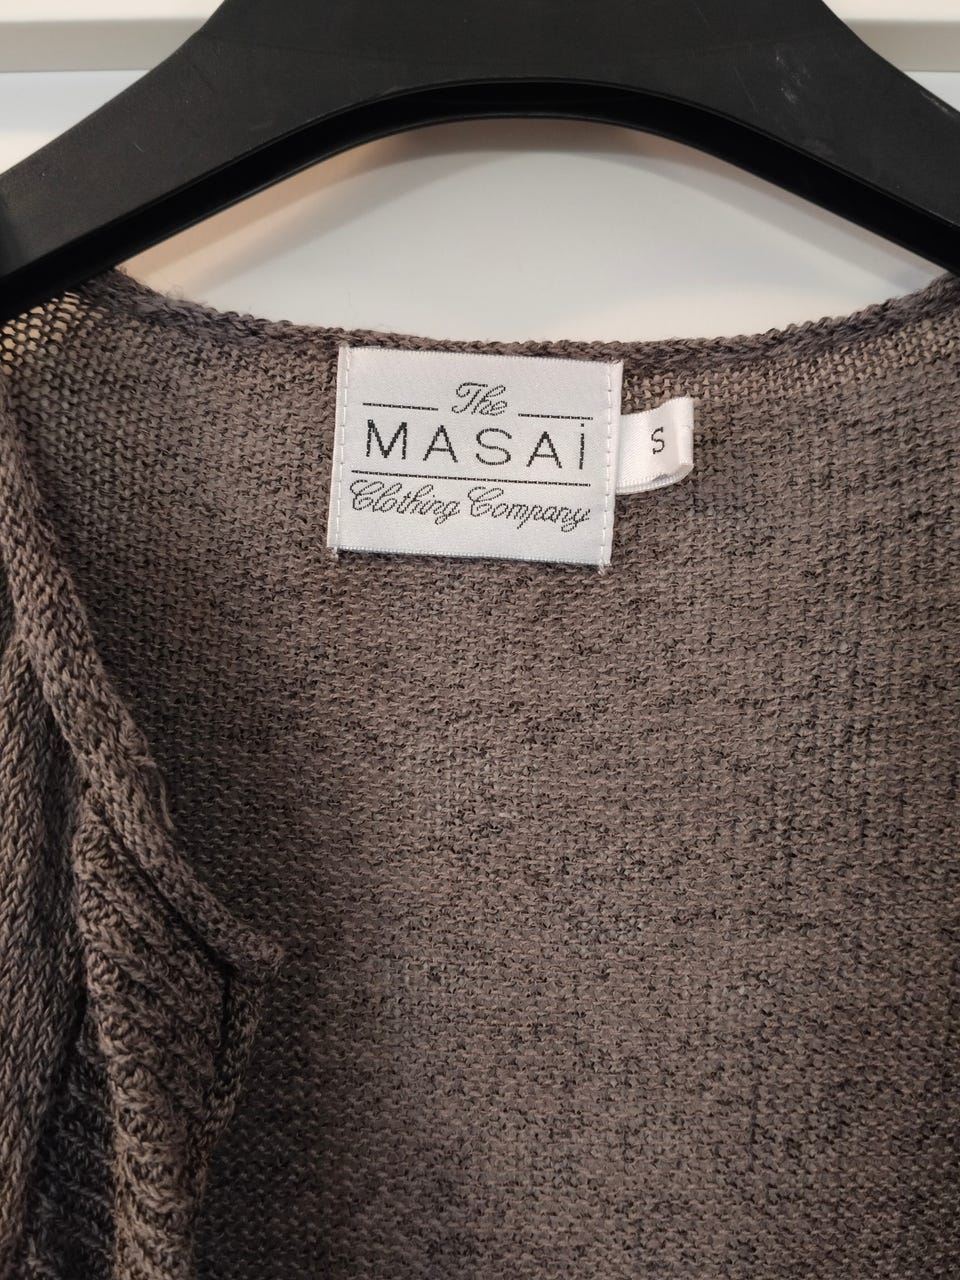 The
MASAi
Clothing Company
S